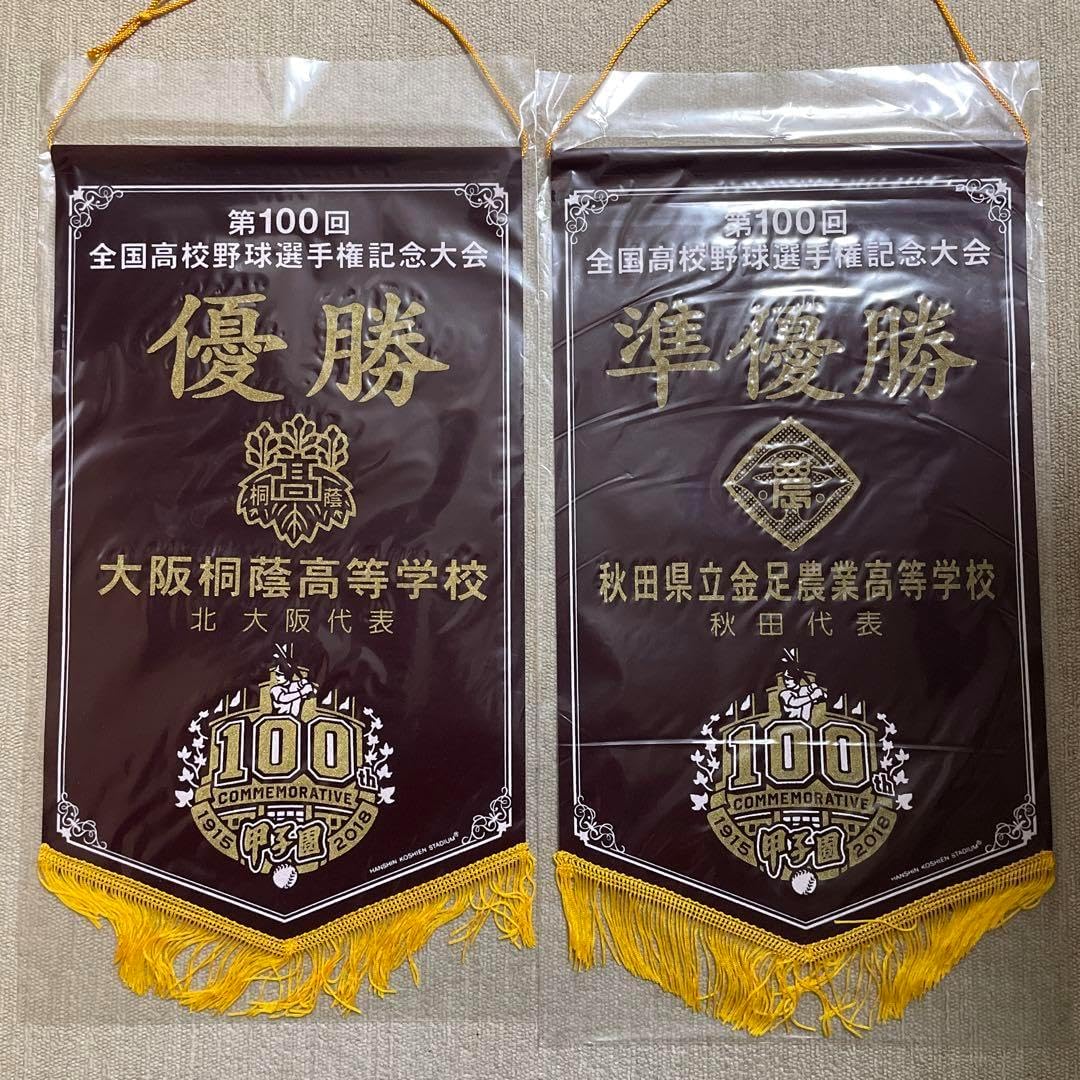 第100回
全国高校野球選手権記念大会
優勝
髙
桐 蔭
大阪桐蔭高等学校
北大阪代表
100th
COMMEMORATIVE
1915 甲子園 2018
HANSHIN KOSHIEN STADIUM®
第100回
全国高校野球選手権記念大会
準優勝
秋田県立金足農業高等学校
秋田代表
100th
COMMEMORATIVE
1915 甲子園 2018
HANSHIN KOSHIEN STADIUM®